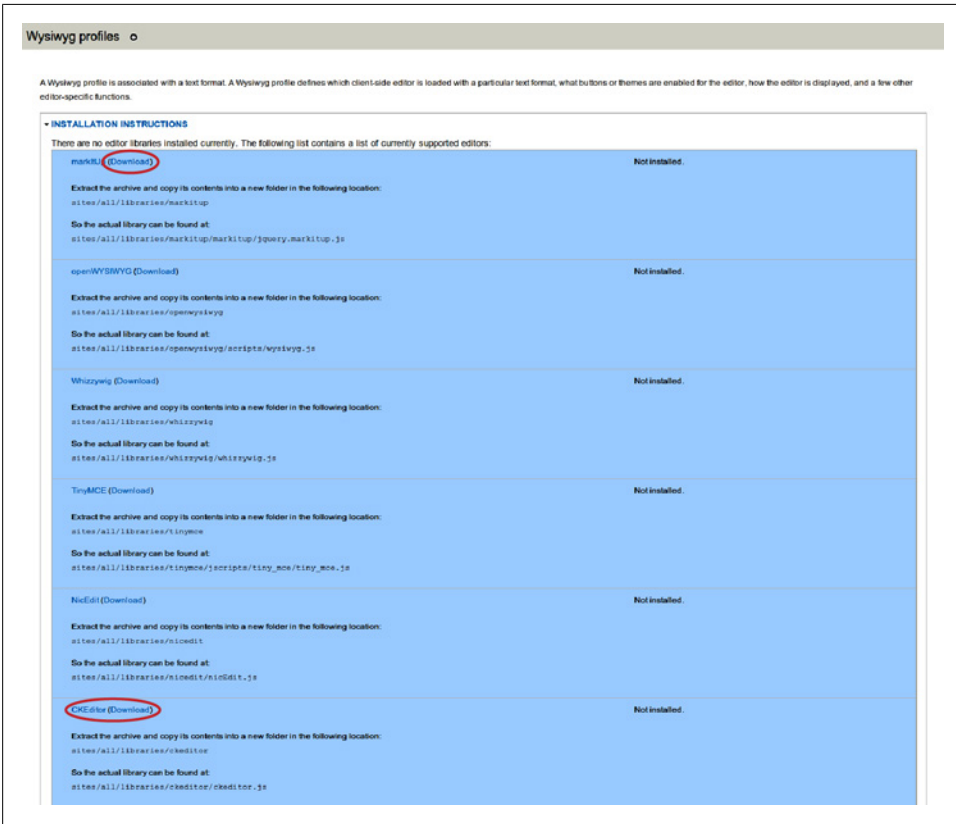 Wysiwyg profiles
A Wysiwyg profile is associated with a text format. A Wysiwyg profile defines which client-side editor is loaded with a particular text format, what buttons or themes are enabled for the editor, how the editor is displayed, and a few other
editor-specific functions.
INSTALLATION INSTRUCTIONS
There are no editor libraries installed currently. The following list contains a list of currently supported editors:
(Download) Not installed.
Extract the archive and copy its contents into a new folder in the following location:
sites/all/libraries/markitup
So the actual library can be found at:
sites/all/libraries/markitup/markitup/jquery.markitup.js
openWYSIWYG (Download) Not installed.
Extract the archive and copy its contents into a new folder in the following location:
sites/all/libraries/openwysiwyg
So the actual library can be found at:
sites/all/libraries/openwysiwyg/scripts/wysiwyg.js
Whizzywig (Download) Not installed.
Extract the archive and copy its contents into a new folder in the following location:
sites/all/libraries/whizzywig
So the actual library can be found at:
sites/all/libraries/whizzywig/whizzywig.js
TinyMCE (Download) Not installed.
Extract the archive and copy its contents into a new folder in the following location:
sites/all/libraries/tinymce
So the actual library can be found at:
sites/all/libraries/tinymce/jscripts/tiny_mce/tiny_mce.js
NicEdit (Download) Not installed.
Extract the archive and copy its contents into a new folder in the following location:
sites/all/libraries/nicedit
So the actual library can be found at:
sites/all/libraries/nicedit/nicEdit.js
CKEditor (Download) Not installed.
Extract the archive and copy its contents into a new folder in the following location:
sites/all/libraries/ckeditor
So the actual library can be found at:
sites/all/libraries/ckeditor/ckeditor.js